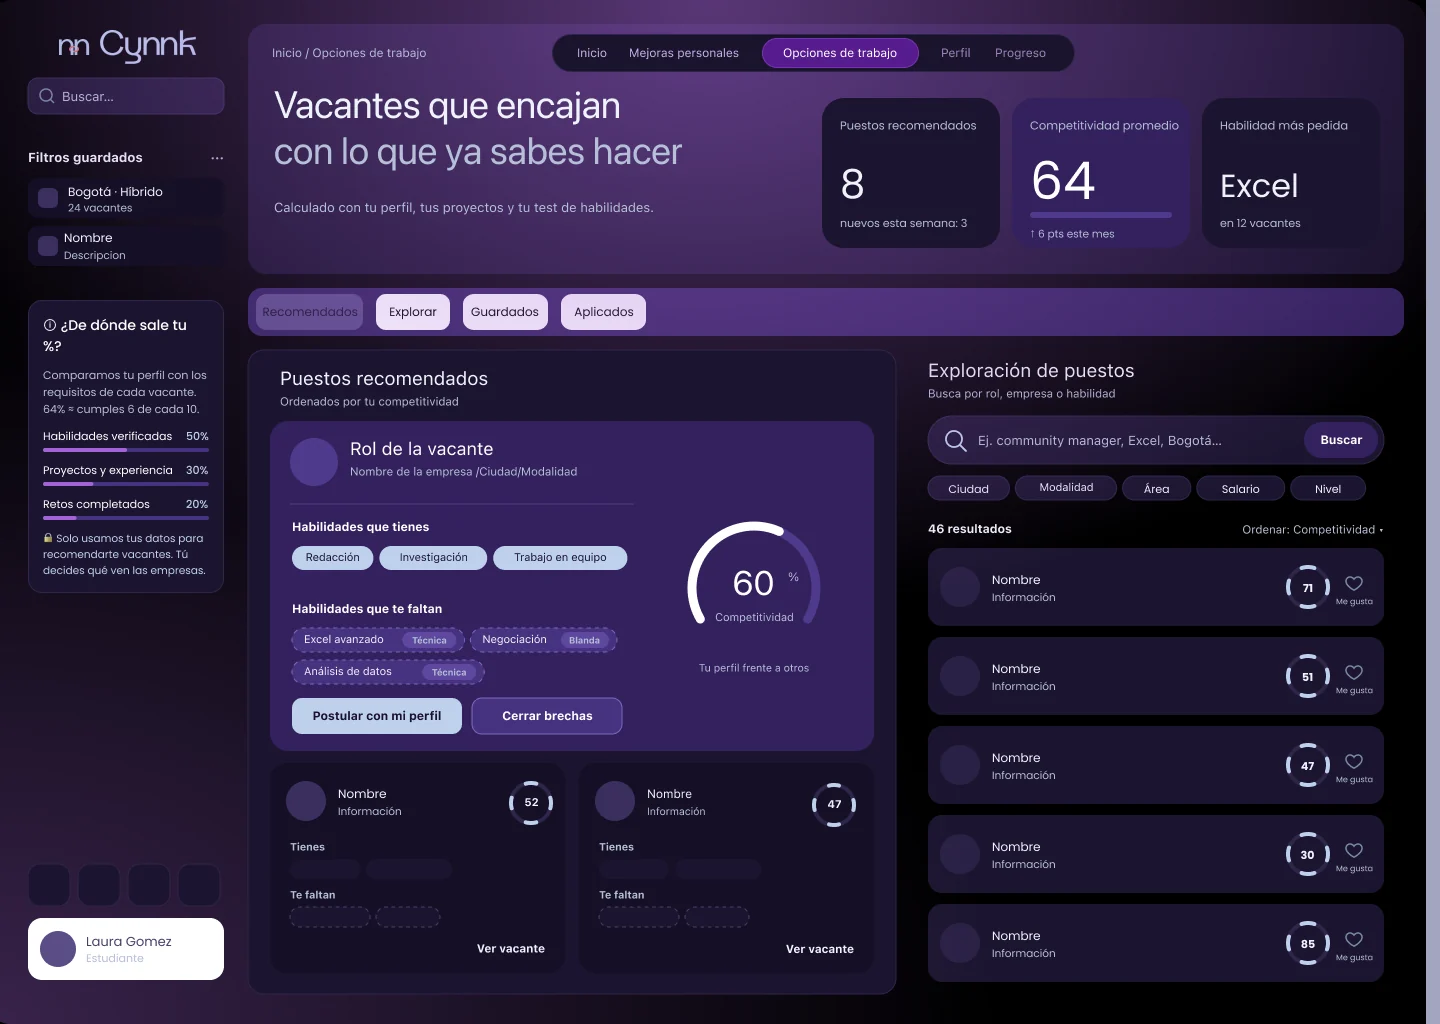 nn Cynnk
Buscar...
Filtros guardados ...
Bogotá · Híbrido
24 vacantes
Nombre
Descripcion
¿De dónde sale tu
%?
Comparamos tu perfil con los
requisitos de cada vacante.
64% ≈ cumples 6 de cada 10.
Habilidades verificadas 50%
Proyectos y experiencia 30%
Retos completados 20%
🔒 Solo usamos tus datos para
recomendarte vacantes. Tú
decides qué ven las empresas.
Laura Gomez
Estudiante
Inicio / Opciones de trabajo
Inicio Mejoras personales Opciones de trabajo Perfil Progreso
Vacantes que encajan
con lo que ya sabes hacer
Calculado con tu perfil, tus proyectos y tu test de habilidades.
Puestos recomendados
8
nuevos esta semana: 3
Competitividad promedio
64
↑ 6 pts este mes
Habilidad más pedida
Excel
en 12 vacantes
Recomendados Explorar Guardados Aplicados
Puestos recomendados
Ordenados por tu competitividad
Rol de la vacante
Nombre de la empresa /Ciudad/Modalidad
Habilidades que tienes
Redacción Investigación Trabajo en equipo
Habilidades que te faltan
Excel avanzado Técnica Negociación Blanda
Análisis de datos Técnica
Postular con mi perfil Cerrar brechas
60 %
Competitividad
Tu perfil frente a otros
Nombre
Información
52
Tienes
Te faltan
Ver vacante
Nombre
Información
47
Tienes
Te faltan
Ver vacante
Exploración de puestos
Busca por rol, empresa o habilidad
Ej. community manager, Excel, Bogotá... Buscar
Ciudad Modalidad Área Salario Nivel
46 resultados Ordenar: Competitividad ▾
Nombre
Información
71
Me gusta
Nombre
Información
51
Me gusta
Nombre
Información
47
Me gusta
Nombre
Información
30
Me gusta
Nombre
Información
85
Me gusta